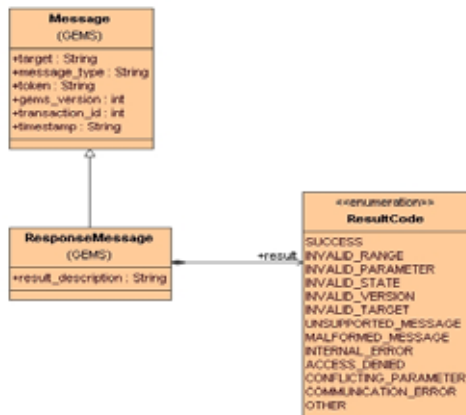 Message
(GEMS)
+target : String
+message_type : String
+token : String
+gems_version : int
+transaction_id : int
+timestamp : String
ResponseMessage
(GEMS)
+result_description : String
+result
<<enumeration>>
ResultCode
SUCCESS
INVALID_RANGE
INVALID_PARAMETER
INVALID_STATE
INVALID_VERSION
INVALID_TARGET
UNSUPPORTED_MESSAGE
MALFORMED_MESSAGE
INTERNAL_ERROR
ACCESS_DENIED
CONFLICTING_PARAMETER
COMMUNICATION_ERROR
OTHER